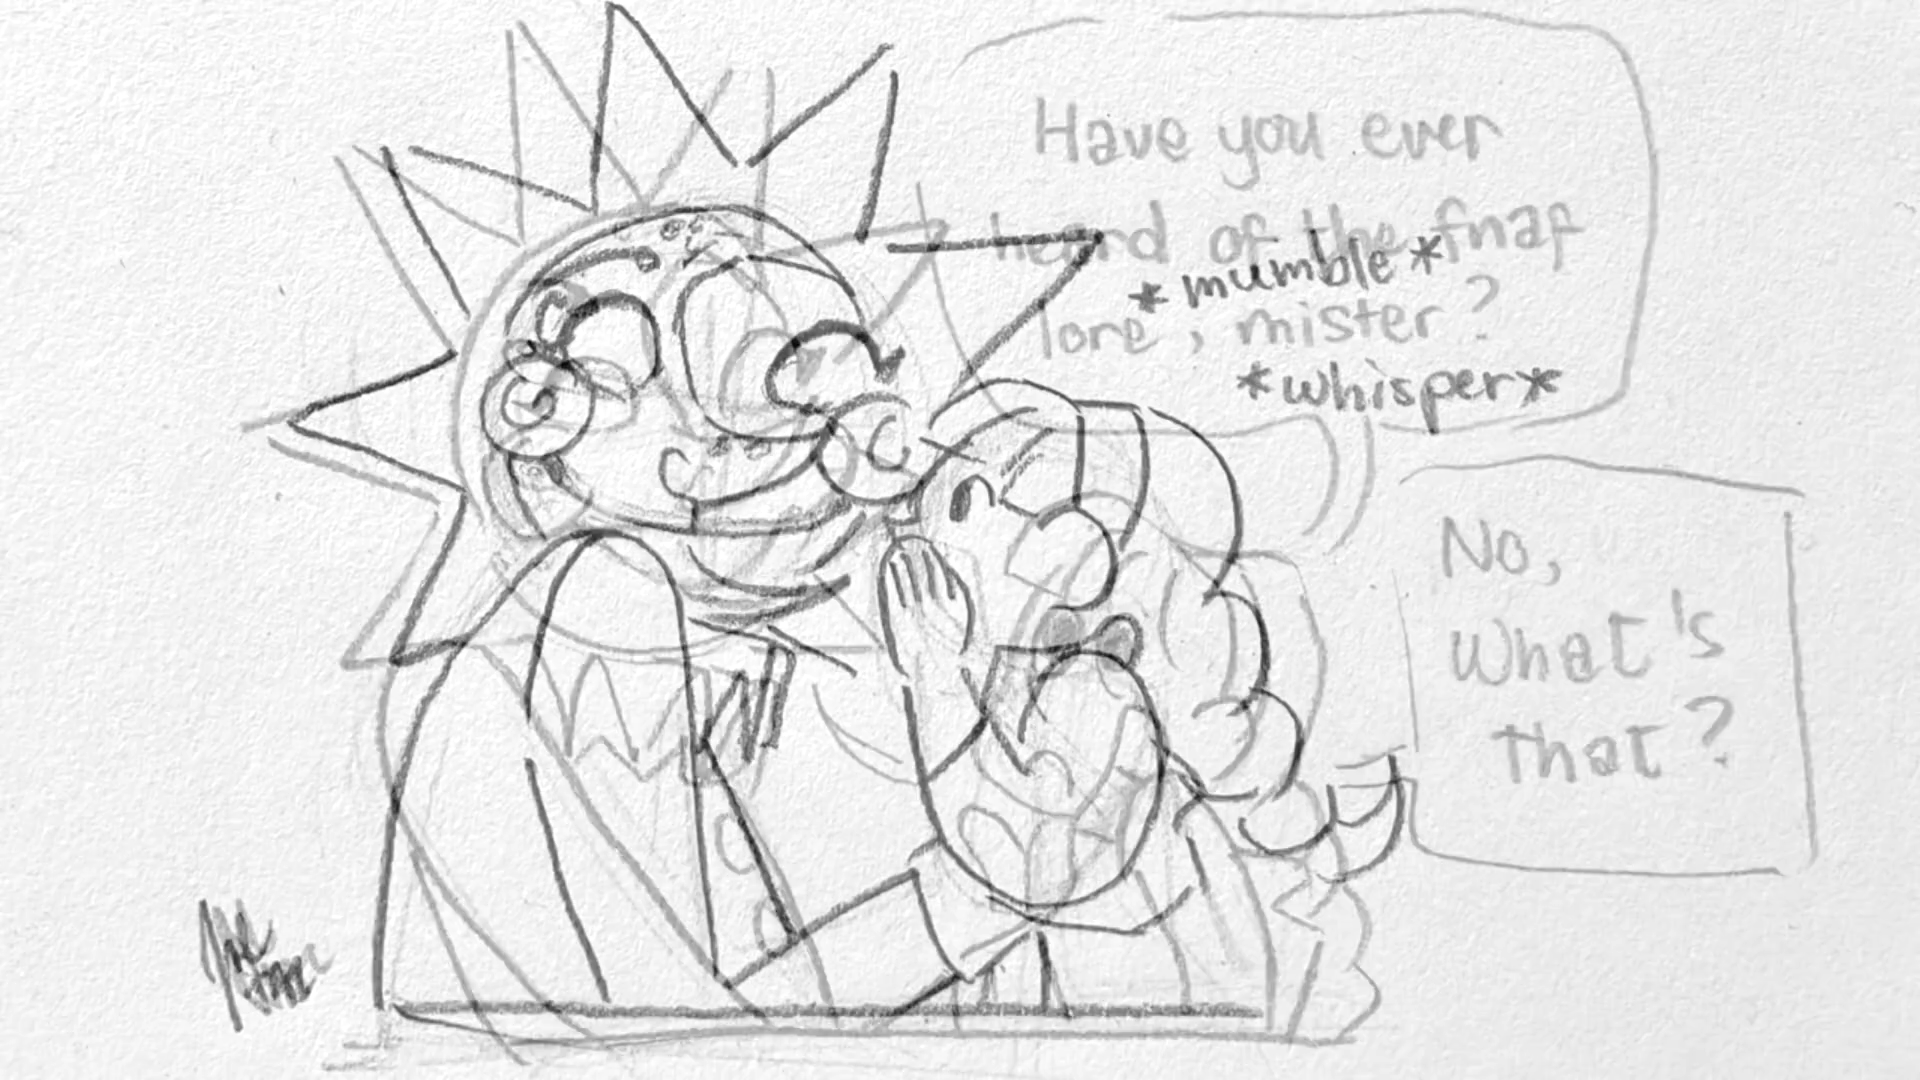 Have you ever
heard of the fnaf
*mumble*
lore, mister?
*whisper*
No,
What's
that?